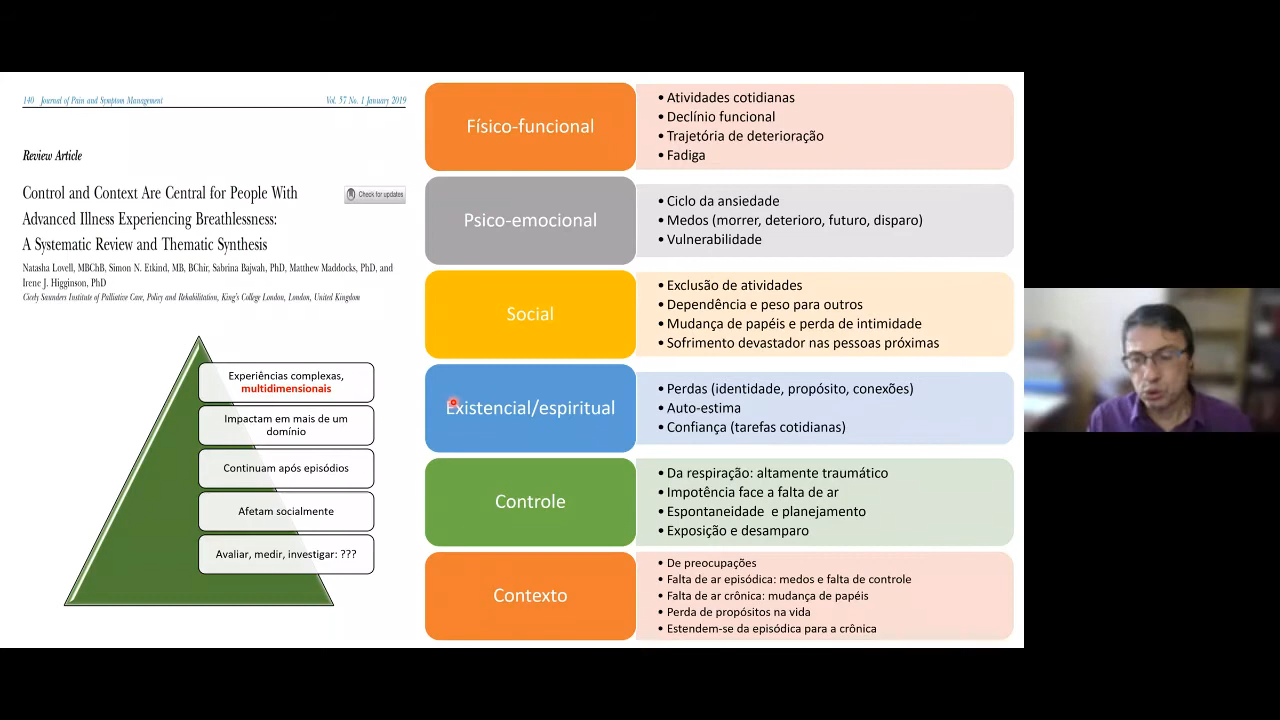 140 Journal of Pain and Symptom Management
Vol. 57 No. 1 January 2019
Review Article
Control and Context Are Central for People With
Advanced Illness Experiencing Breathlessness:
A Systematic Review and Thematic Synthesis
Check for updates
Natasha Lovell, MBChB, Simon N. Etkind, MB, BChir, Sabrina Bajwah, PhD, Matthew Maddocks, PhD, and
Irene J. Higginson, PhD
Cicely Saunders Institute of Palliative Care, Policy and Rehabilitation, King's College London, London, United Kingdom
Experiências complexas,
multidimensionais
Impactam em mais de um
domínio
Continuam após episódios
Afetam socialmente
Avaliar, medir, investigar: ???
Físico-funcional
• Atividades cotidianas
• Declínio funcional
• Trajetória de deterioração
• Fadiga
Psico-emocional
• Ciclo da ansiedade
• Medos (morrer, deterioro, futuro, disparo)
• Vulnerabilidade
Social
• Exclusão de atividades
• Dependência e peso para outros
• Mudança de papéis e perda de intimidade
• Sofrimento devastador nas pessoas próximas
Existencial/espiritual
• Perdas (identidade, propósito, conexões)
• Auto-estima
• Confiança (tarefas cotidianas)
Controle
• Da respiração: altamente traumático
• Impotência face a falta de ar
• Espontaneidade e planejamento
• Exposição e desamparo
Contexto
• De preocupações
• Falta de ar episódica: medos e falta de controle
• Falta de ar crônica: mudança de papéis
• Perda de propósitos na vida
• Estendem-se da episódica para a crônica